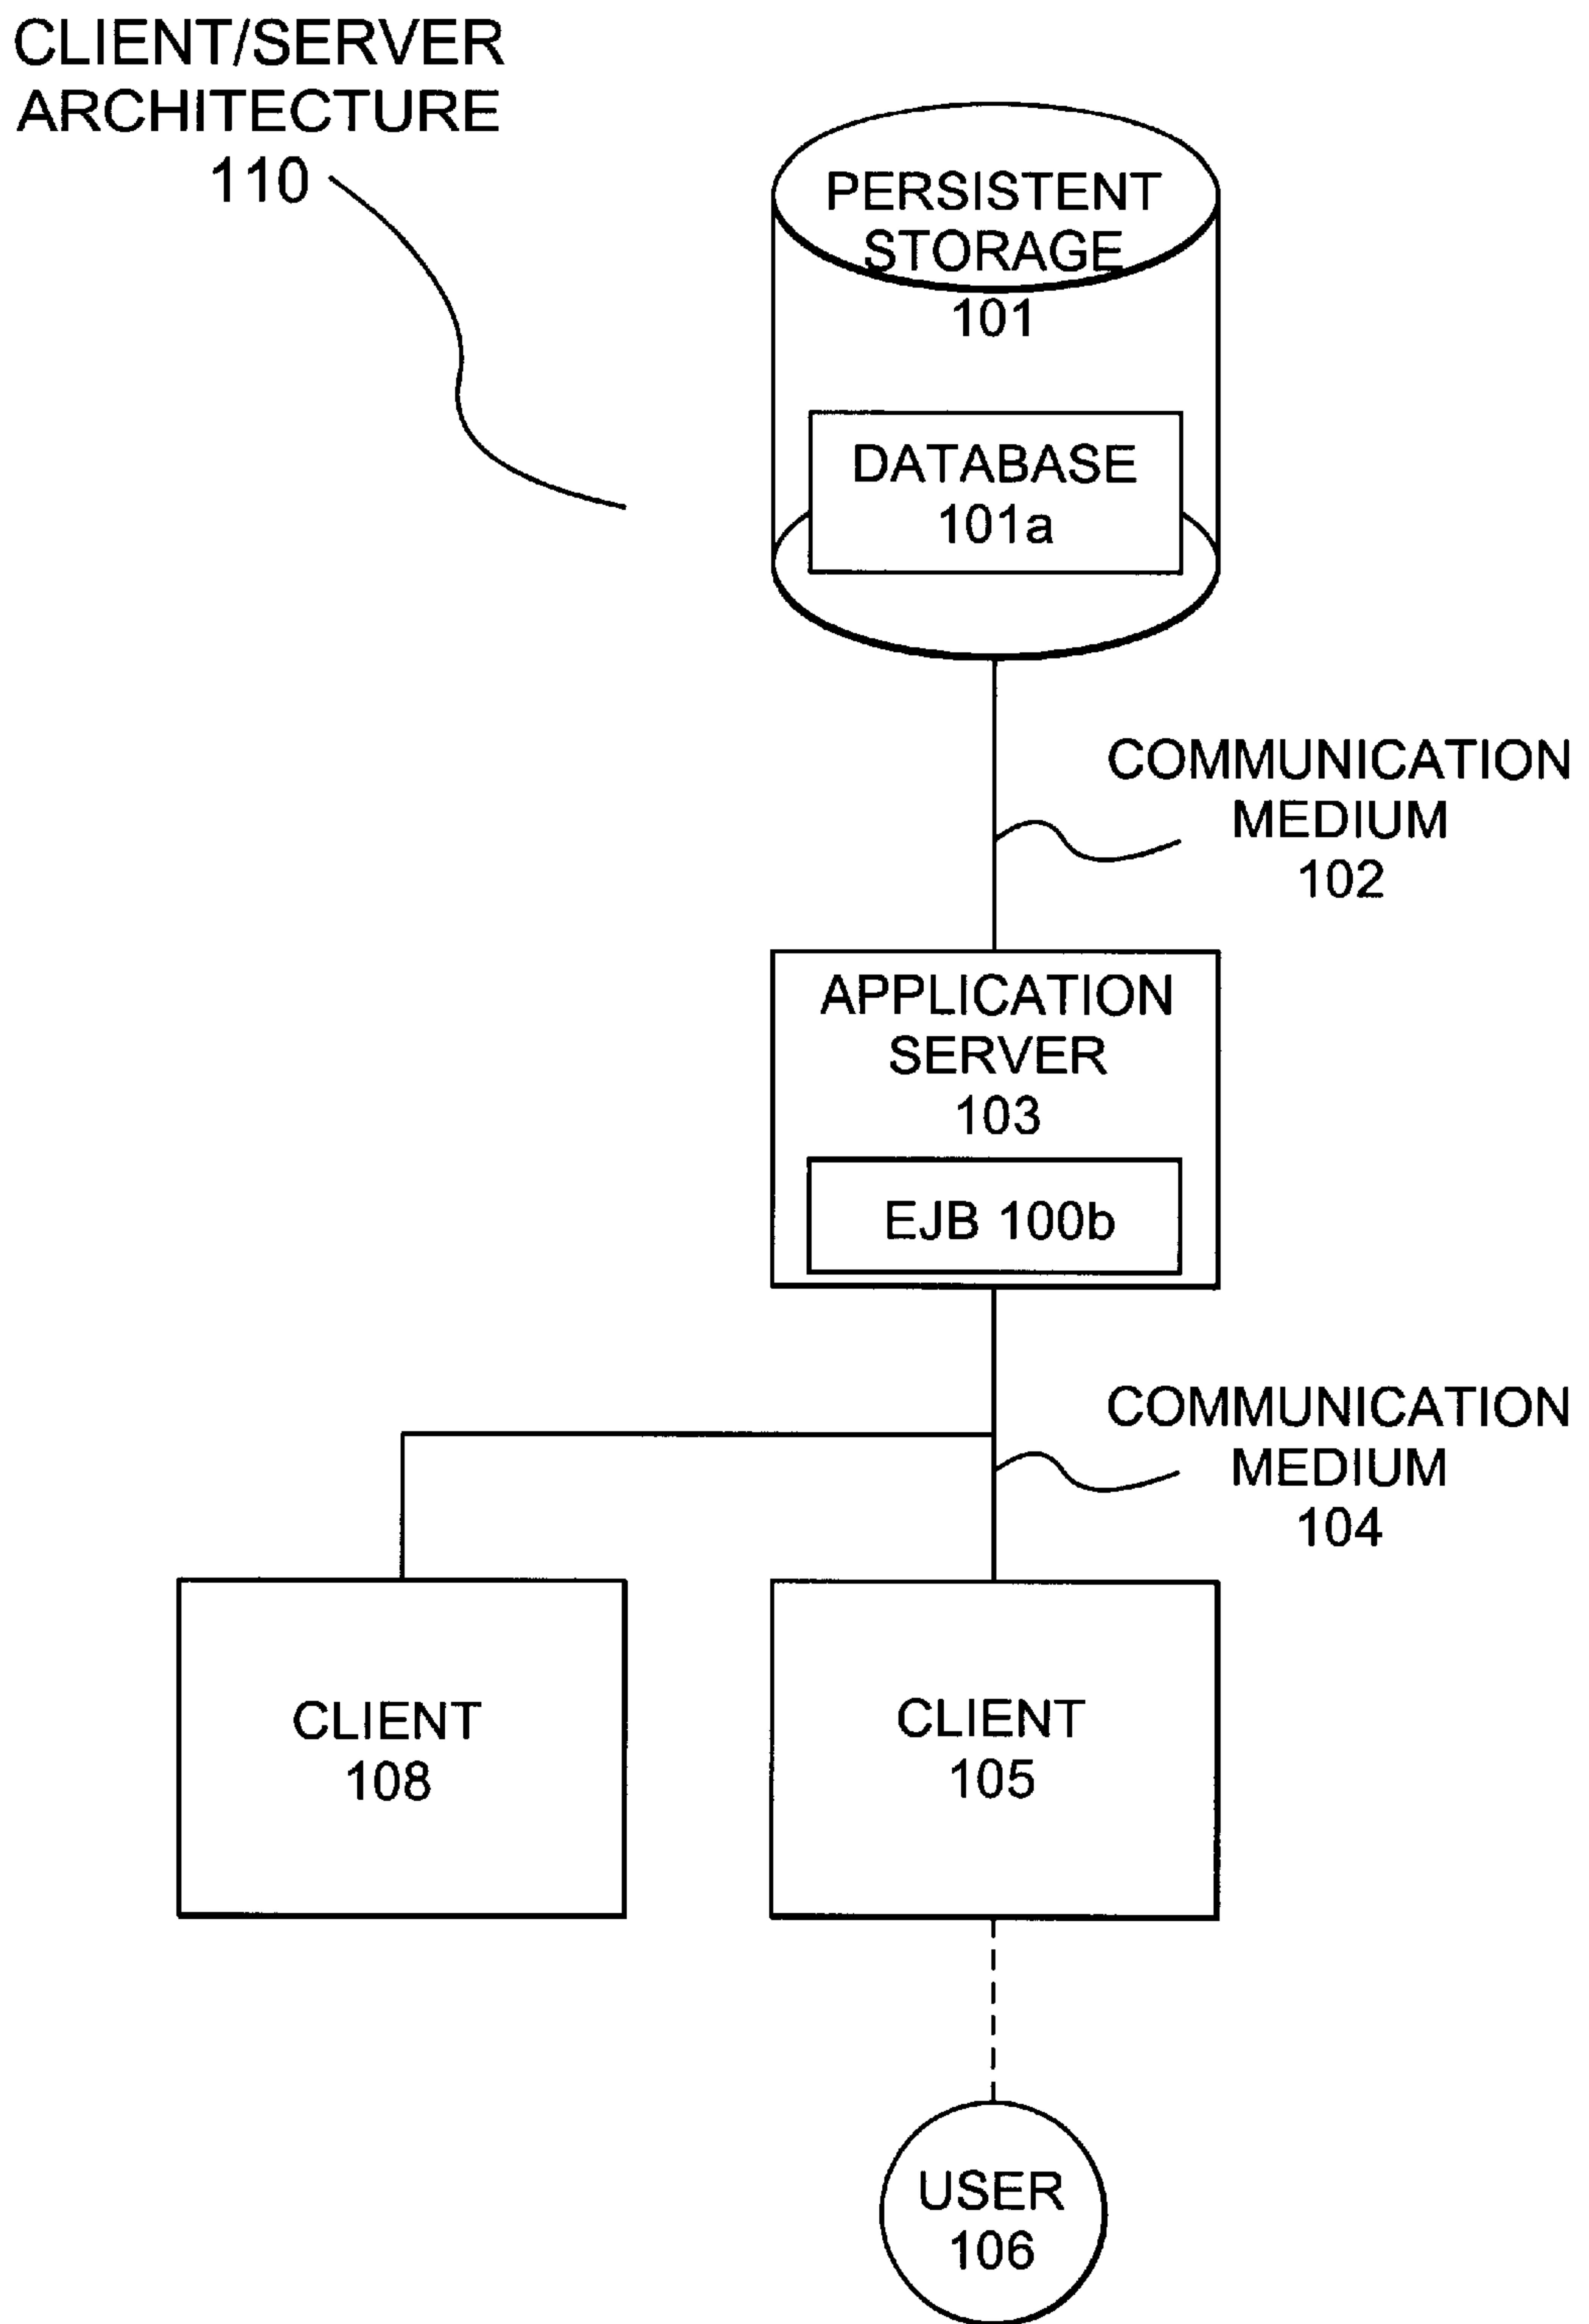 CLIENT/SERVER
ARCHITECTURE
110
PERSISTENT
STORAGE
101
DATABASE
101a
COMMUNICATION
MEDIUM
102
APPLICATION
SERVER
103
EJB 100b
COMMUNICATION
MEDIUM
104
CLIENT
108
CLIENT
105
USER
106